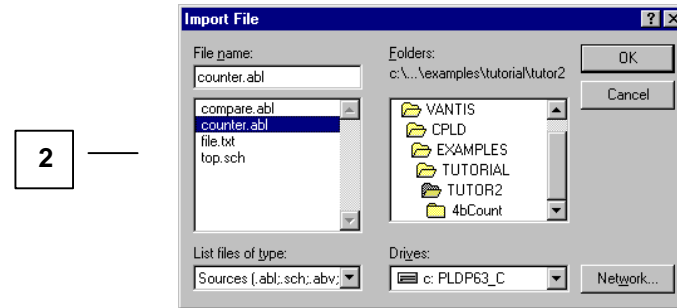 Import File
File name:
counter.abl
compare.abl
counter.abl
file.txt
top.sch
List files of type:
Sources (.abl;.sch;.abv;
Folders:
c:\...\examples\tutorial\tutor2
VANTIS
CPLD
EXAMPLES
TUTORIAL
TUTOR2
4bCount
Drives:
c: PLDP63_C
OK
Cancel
Network...
2